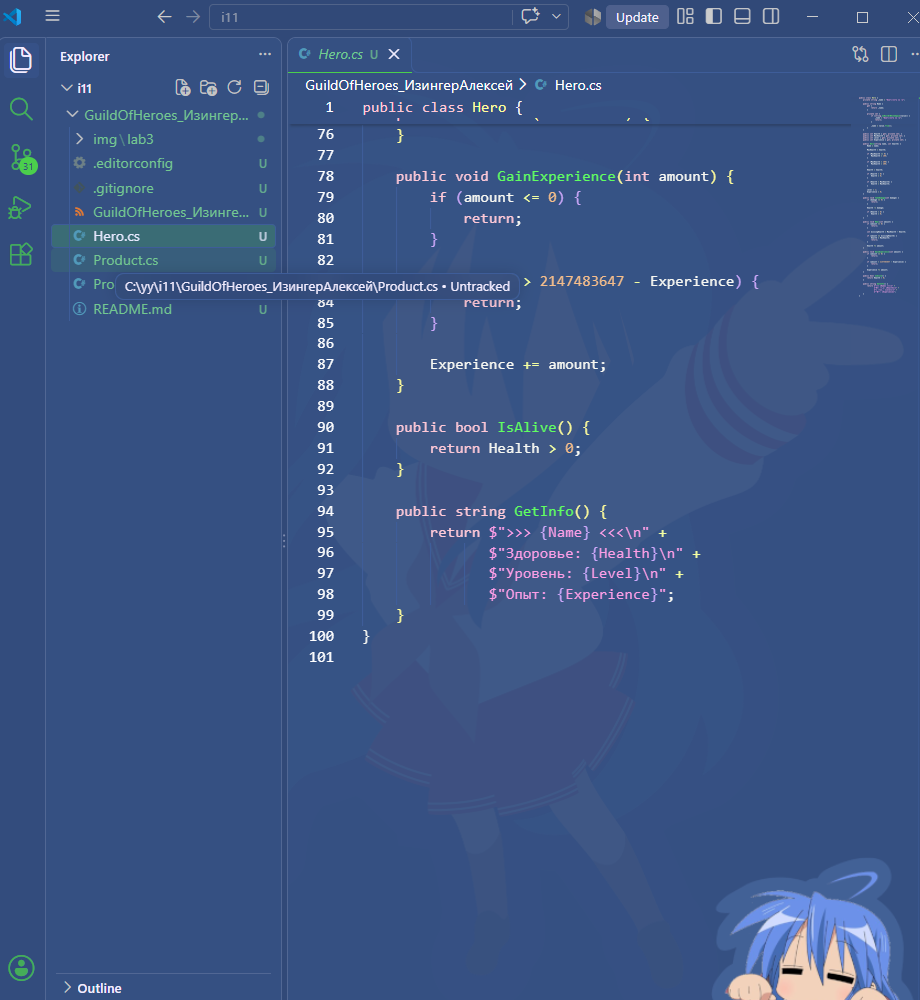 i11
Update
Explorer
Hero.cs U
i11
GuildOfHeroes_ИзингерАлексей
Hero.cs
GuildOfHeroes_Изингер...
img\lab3
.editorconfig U
.gitignore U
GuildOfHeroes_Изинге... U
Hero.cs U
Product.cs U
Pro
C:\yy\i11\GuildOfHeroes_ИзингерАлексей\Product.cs • Untracked
README.md U
31
1 public class Hero {
76 }
77
78 public void GainExperience(int amount) {
79 if (amount <= 0) {
80 return;
81 }
82
> 2147483647 - Experience) {
84 return;
85 }
86
87 Experience += amount;
88 }
89
90 public bool IsAlive() {
91 return Health > 0;
92 }
93
94 public string GetInfo() {
95 return $">>> {Name} <<<\n" +
96 $"Здоровье: {Health}\n" +
97 $"Уровень: {Level}\n" +
98 $"Опыт: {Experience}";
99 }
100 }
101
Outline